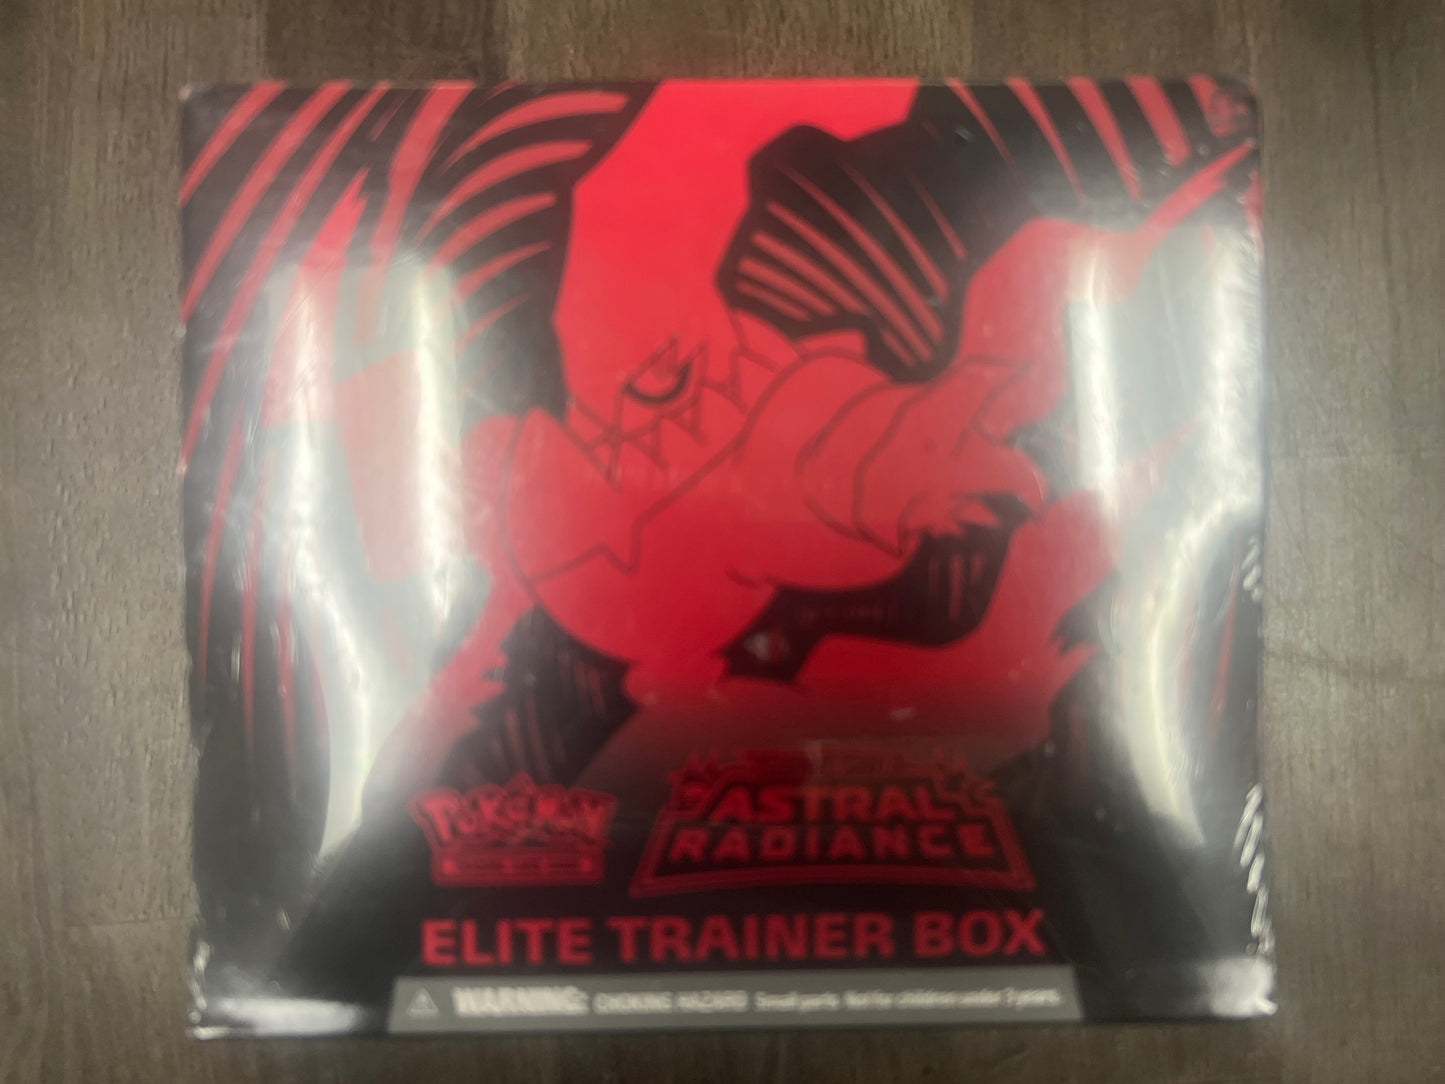 POKÉMON
ASTRAL
RADIANCE
ELITE TRAINER BOX
WARNING: CHOKING HAZARD Small parts. Not for children under 3 years.